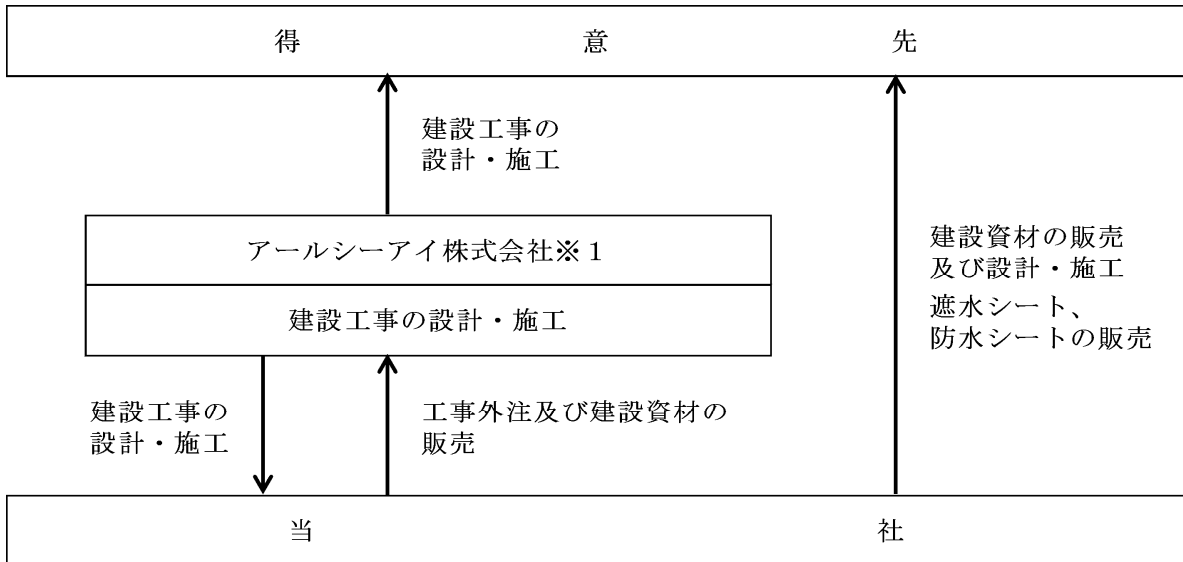 得意先
建設工事の
設計・施工
アールシーアイ株式会社※1
建設工事の設計・施工
建設資材の販売
及び設計・施工
遮水シート、
防水シートの販売
建設工事の
設計・施工
工事外注及び建設資材の
販売
当社